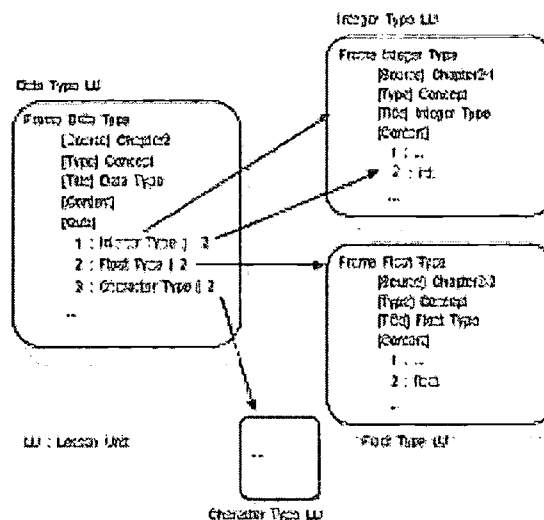 Integer Type LU
Frame Integer Type
[Source] Chapter2-1
[Type] Concept
[Title] Integer Type
[Content]
1 : ...
2 : int
...
Data Type LU
Frame Data Type
[Source] Chapter2
[Type] Concept
[Title] Data Type
[Content]
1 : Integer Type || 2
2 : Float Type || 2
3 : Character Type || 2
...
Frame Float Type
[Source] Chapter2-2
[Type] Concept
[Title] Float Type
[Content]
1 : ...
2 : float
...
Float Type LU
LU : Lesson Unit
...
Character Type LU